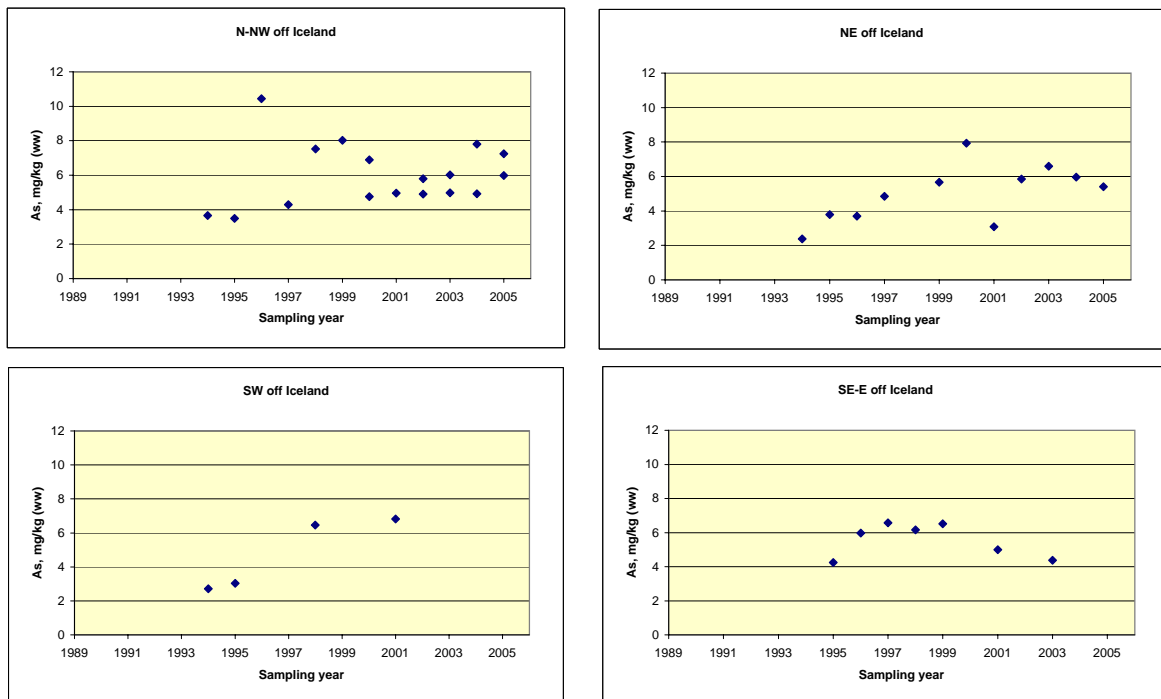 N-NW off Iceland
As, mg/kg (ww)
12
10
8
6
4
2
0
1989 1991 1993 1995 1997 1999 2001 2003 2005
Sampling year
NE off Iceland
As, mg/kg (ww)
12
10
8
6
4
2
0
1989 1991 1993 1995 1997 1999 2001 2003 2005
Sampling year
SW off Iceland
As, mg/kg (ww)
12
10
8
6
4
2
0
1989 1991 1993 1995 1997 1999 2001 2003 2005
Sampling year
SE-E off Iceland
As, mg/kg (ww)
12
10
8
6
4
2
0
1989 1991 1993 1995 1997 1999 2001 2003 2005
Sampling year